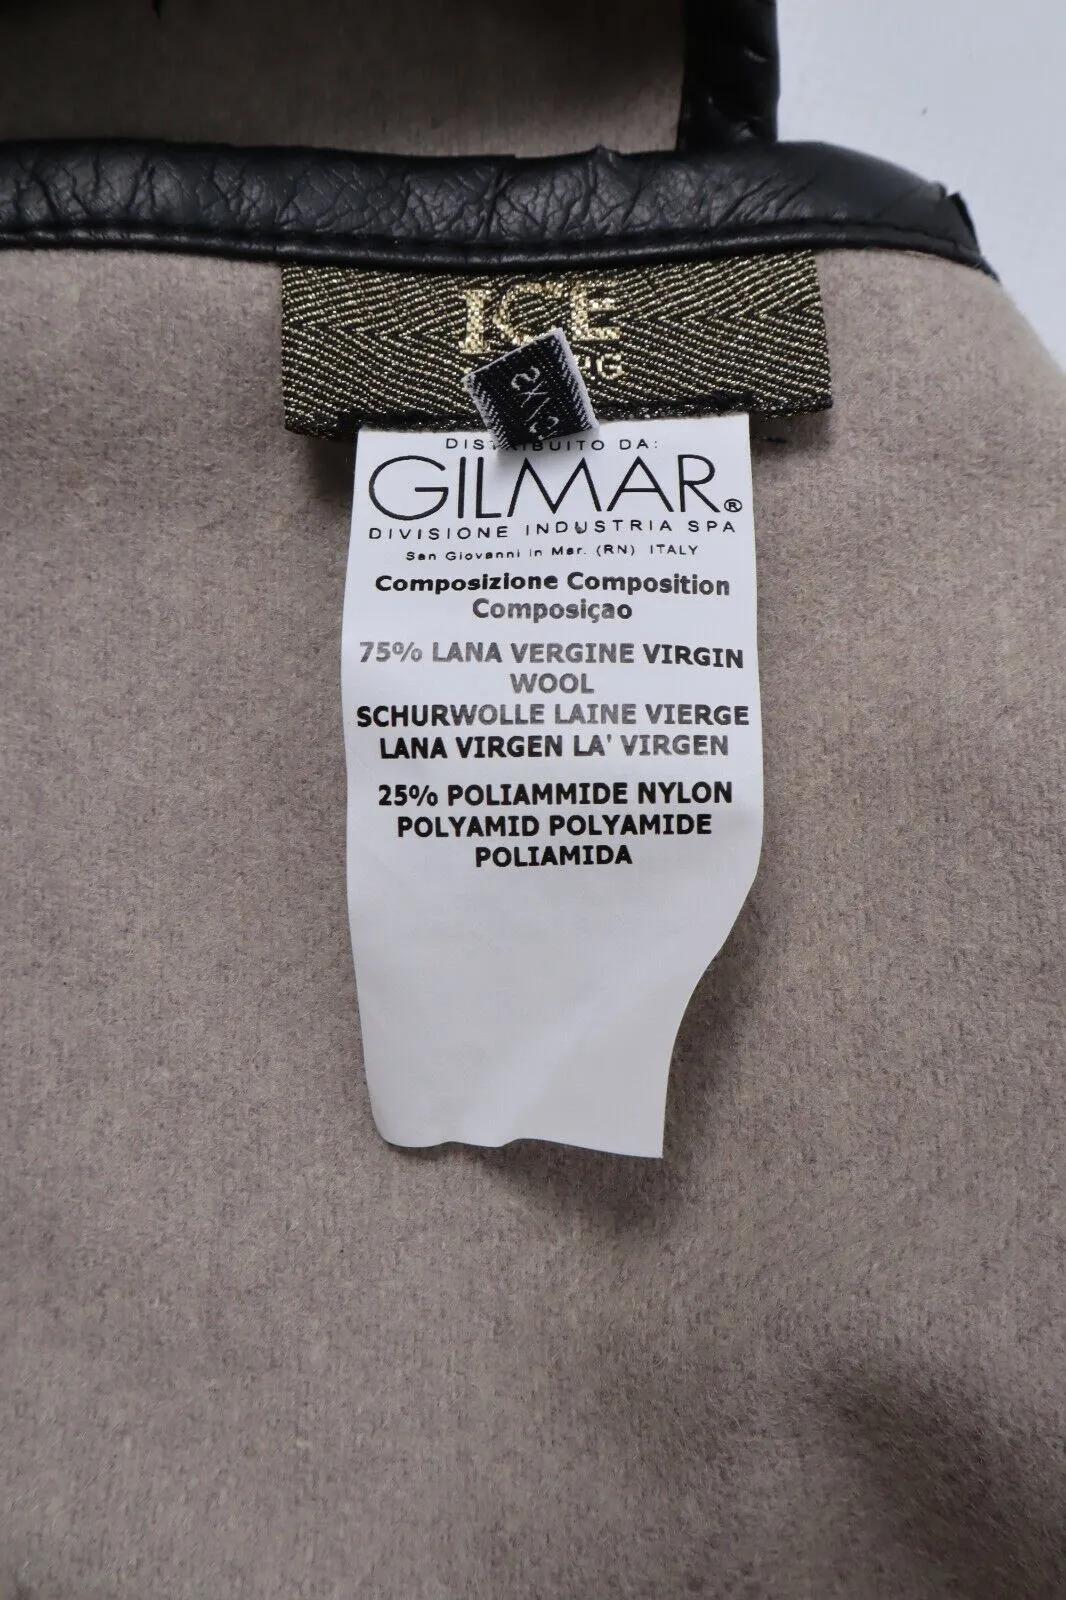 ICE
DISTRIBUITO DA:
GILMAR®
DIVISIONE INDUSTRIA SPA
San Giovanni in Mar. (RN) ITALY
Composizione Composition
Composiçao
75% LANA VERGINE VIRGIN
WOOL
SCHURWOLLE LAINE VIERGE
LANA VIRGEN LA' VIRGEN
25% POLIAMMIDE NYLON
POLYAMID POLYAMIDE
POLIAMIDA